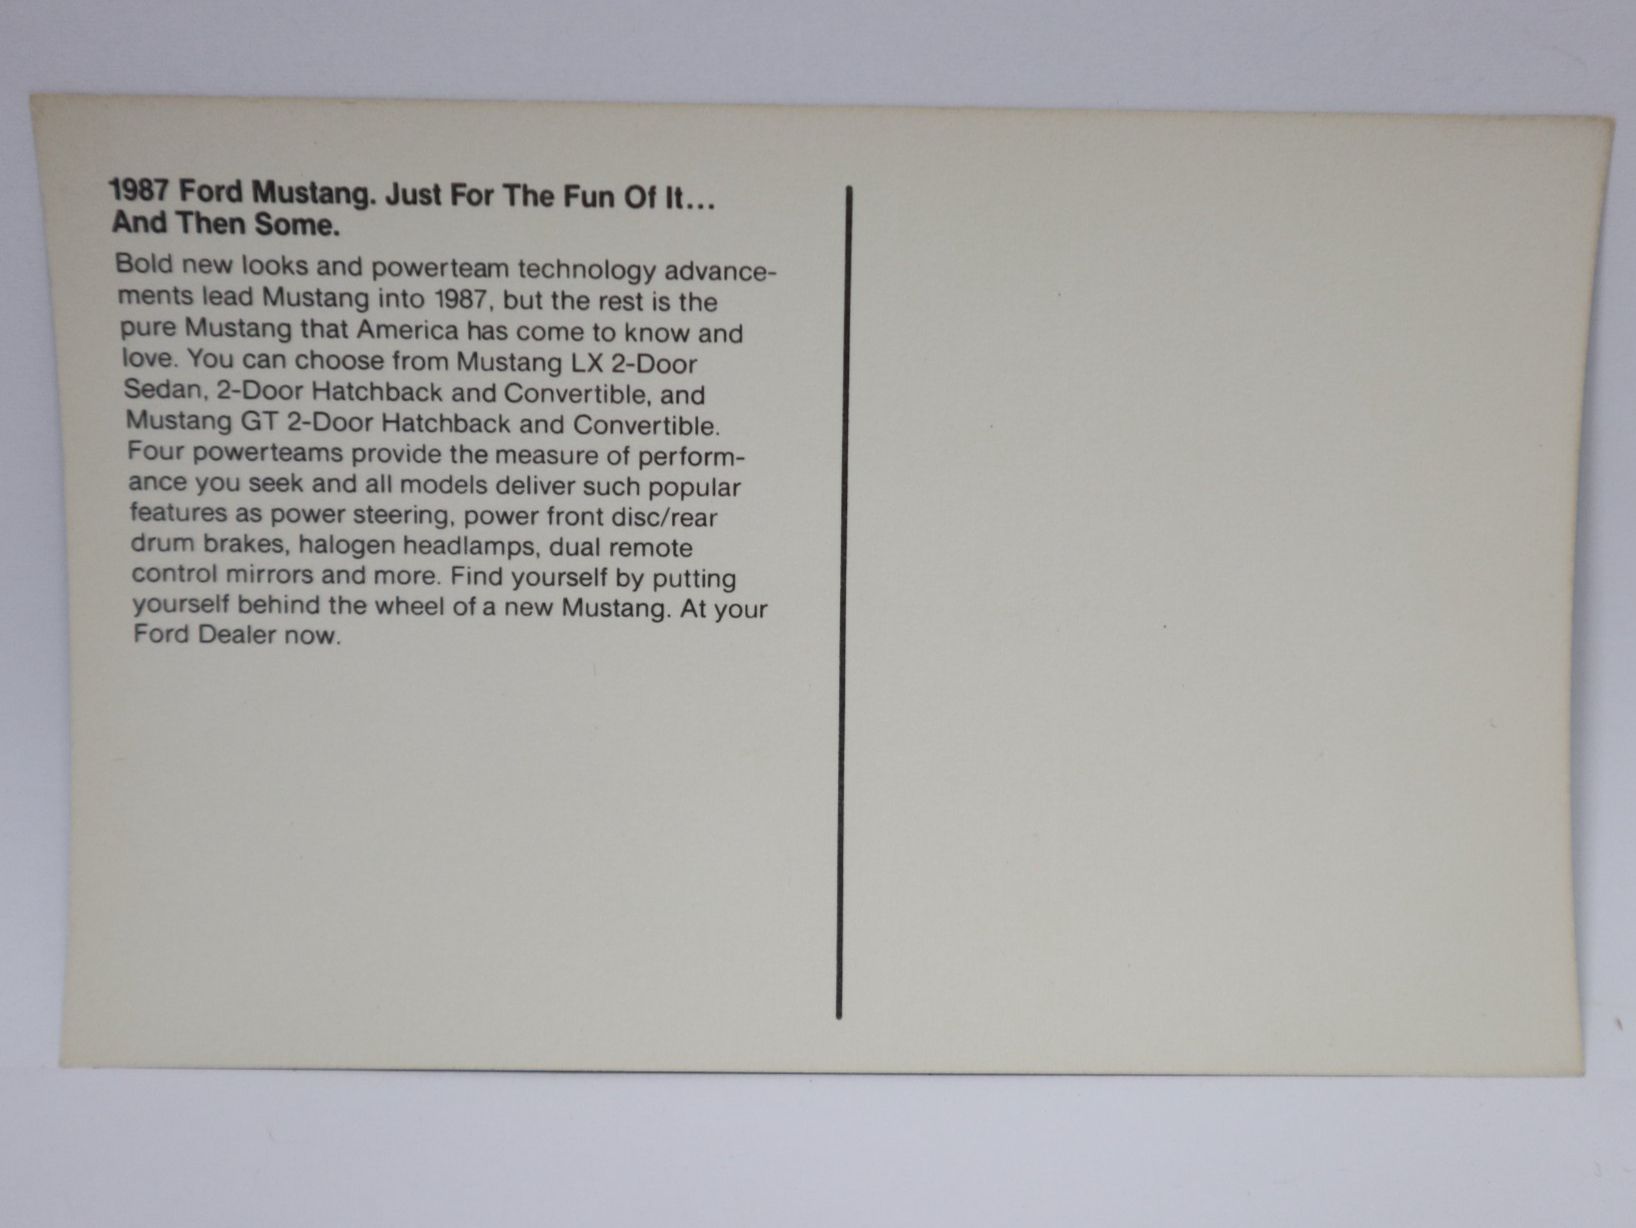 1987 Ford Mustang. Just For The Fun Of It...
And Then Some.
Bold new looks and powerteam technology advance-
ments lead Mustang into 1987, but the rest is the
pure Mustang that America has come to know and
love. You can choose from Mustang LX 2-Door
Sedan, 2-Door Hatchback and Convertible, and
Mustang GT 2-Door Hatchback and Convertible.
Four powerteams provide the measure of perform-
ance you seek and all models deliver such popular
features as power steering, power front disc/rear
drum brakes, halogen headlamps, dual remote
control mirrors and more. Find yourself by putting
yourself behind the wheel of a new Mustang. At your
Ford Dealer now.